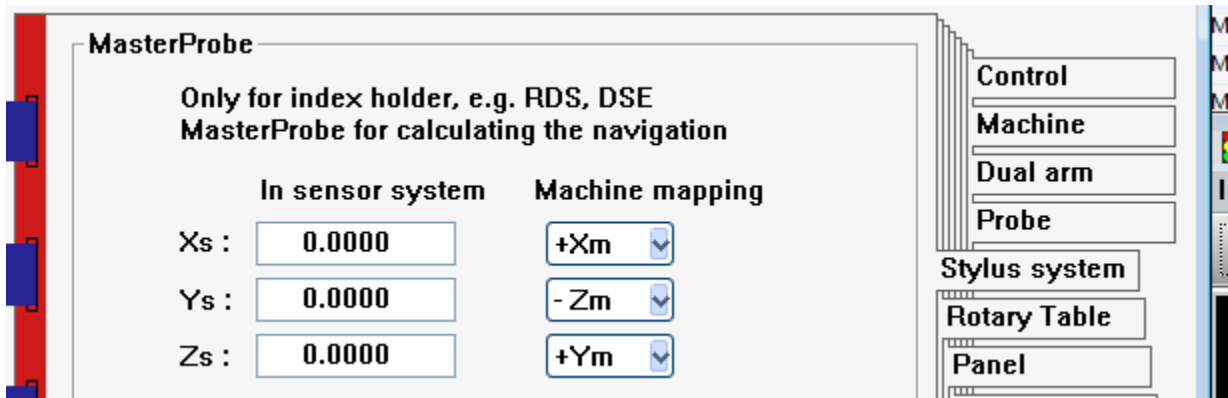 MasterProbe
Only for index holder, e.g. RDS, DSE
MasterProbe for calculating the navigation
In sensor system Machine mapping
Xs : 0.0000 +Xm
Ys : 0.0000 - Zm
Zs : 0.0000 +Ym
Control
Machine
Dual arm
Probe
Stylus system
Rotary Table
Panel